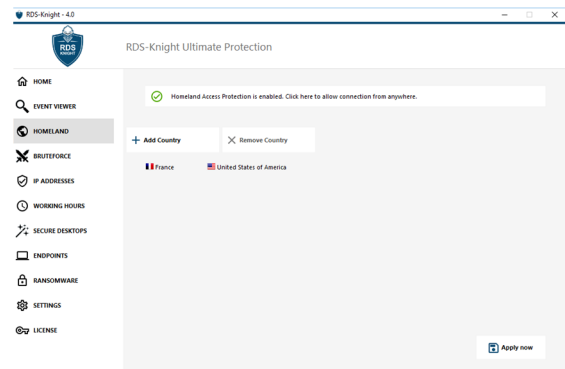 RDS-Knight - 4.0
RDS
KNIGHT
RDS-Knight Ultimate Protection
HOME
EVENT VIEWER
HOMELAND
BRUTEFORCE
IP ADDRESSES
WORKING HOURS
SECURE DESKTOPS
ENDPOINTS
RANSOMWARE
SETTINGS
LICENSE
Homeland Access Protection is enabled. Click here to allow connection from anywhere.
Add Country
Remove Country
France
United States of America
Apply now